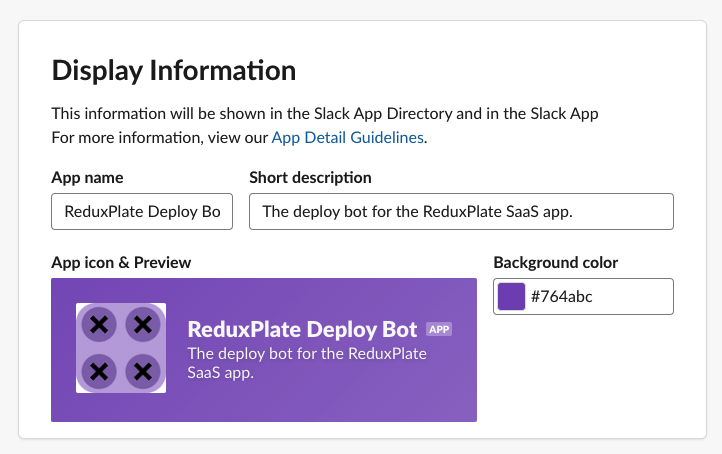 Display Information
This information will be shown in the Slack App Directory and in the Slack App
For more information, view our App Detail Guidelines.
App name
Short description
ReduxPlate Deploy Bo
The deploy bot for the ReduxPlate SaaS app.
App icon & Preview
Background color
#764abc
ReduxPlate Deploy Bot APP
The deploy bot for the ReduxPlate
SaaS app.